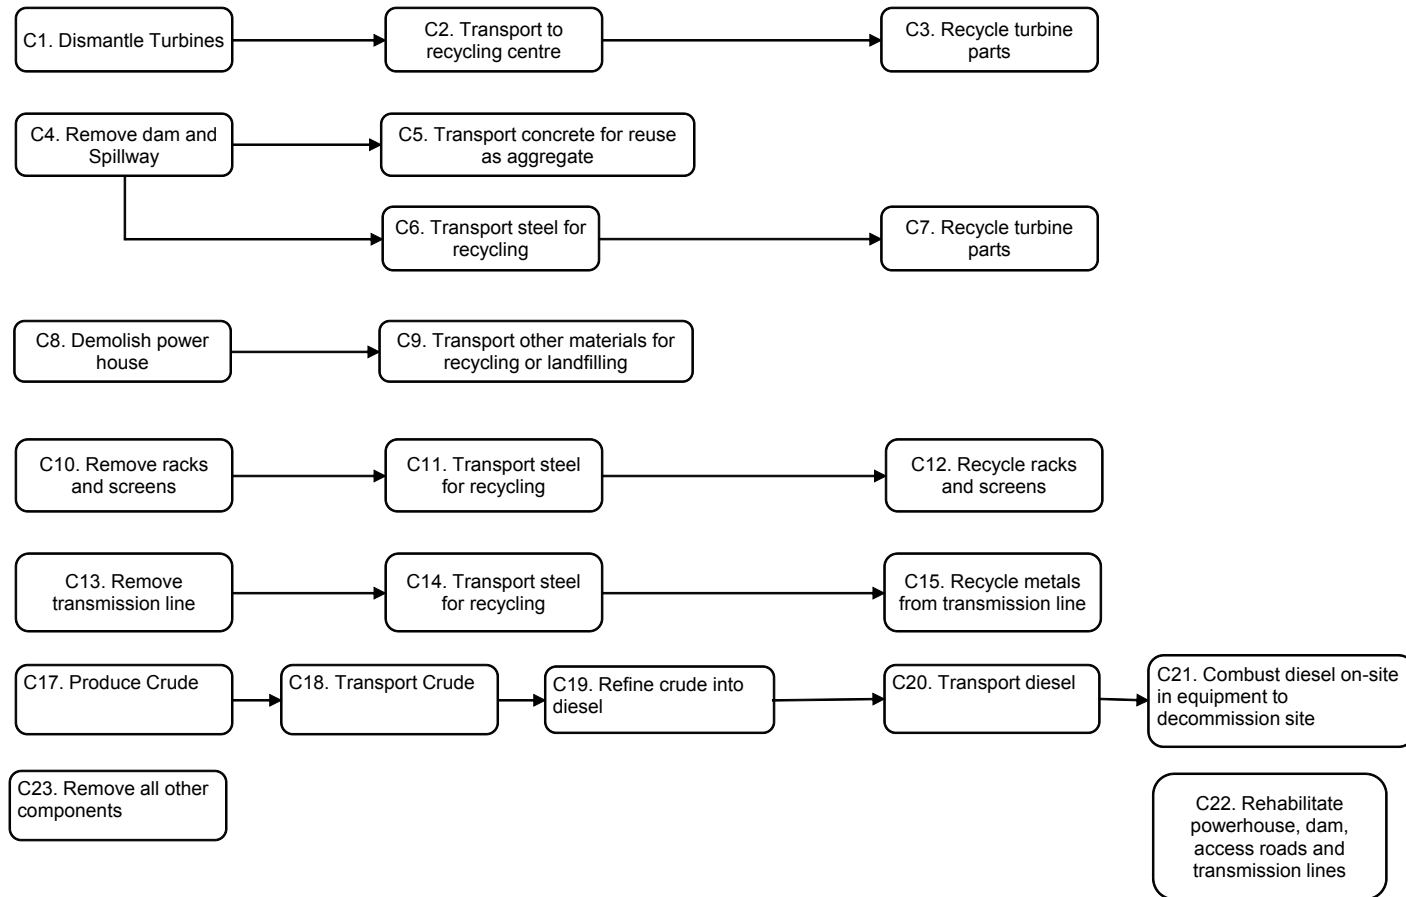 C1. Dismantle Turbines
C2. Transport to
recycling centre
C3. Recycle turbine
parts
C4. Remove dam and
Spillway
C5. Transport concrete for reuse
as aggregate
C6. Transport steel for
recycling
C7. Recycle turbine
parts
C8. Demolish power
house
C9. Transport other materials for
recycling or landfilling
C10. Remove racks
and screens
C11. Transport steel
for recycling
C12. Recycle racks
and screens
C13. Remove
transmission line
C14. Transport steel
for recycling
C15. Recycle metals
from transmission line
C17. Produce Crude
C18. Transport Crude
C19. Refine crude into
diesel
C20. Transport diesel
C21. Combust diesel on-site
in equipment to
decommission site
C23. Remove all other
components
C22. Rehabilitate
powerhouse, dam,
access roads and
transmission lines